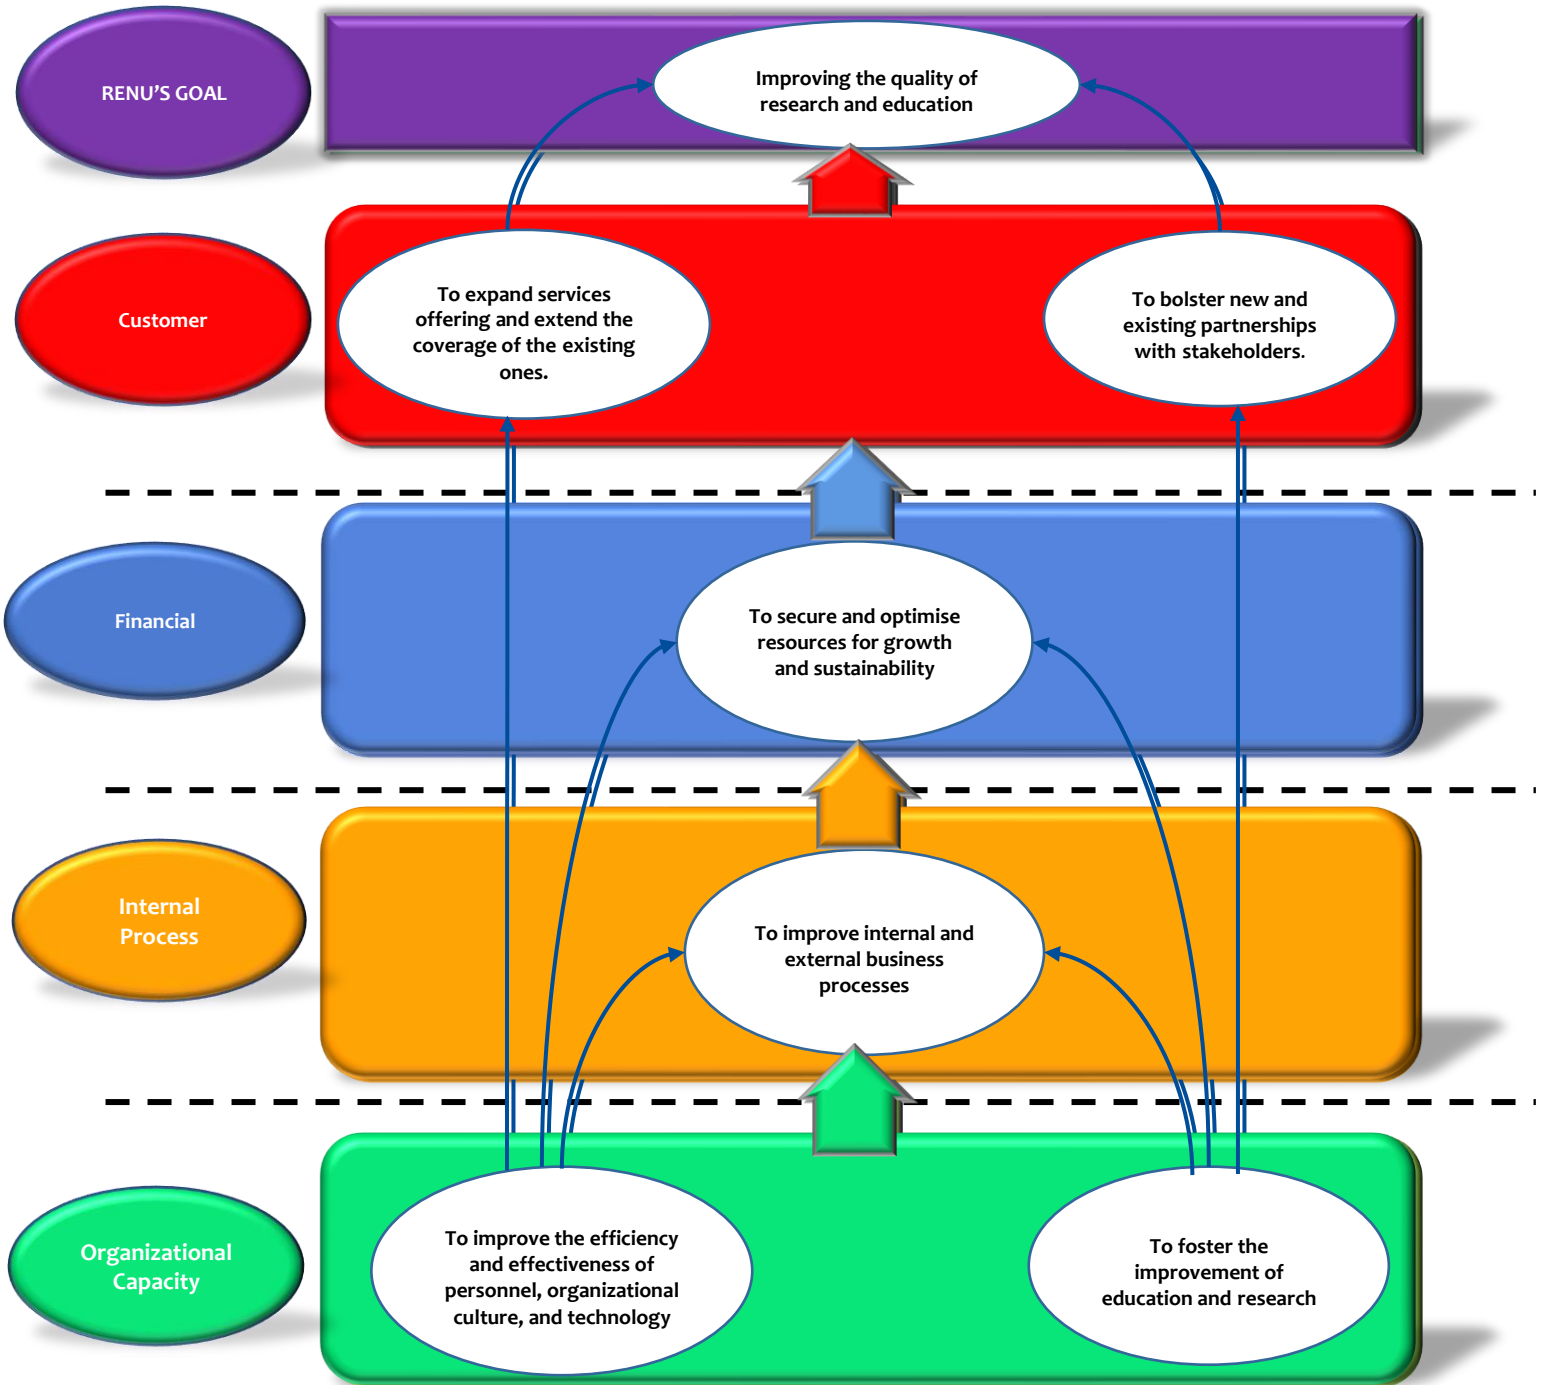 RENU'S GOAL
Improving the quality of
research and education
Customer
To expand services
offering and extend the
coverage of the existing
ones.
To bolster new and
existing partnerships
with stakeholders.
Financial
To secure and optimise
resources for growth
and sustainability
Internal
Process
To improve internal and
external business
processes
Organizational
Capacity
To improve the efficiency
and effectiveness of
personnel, organizational
culture, and technology
To foster the
improvement of
education and research